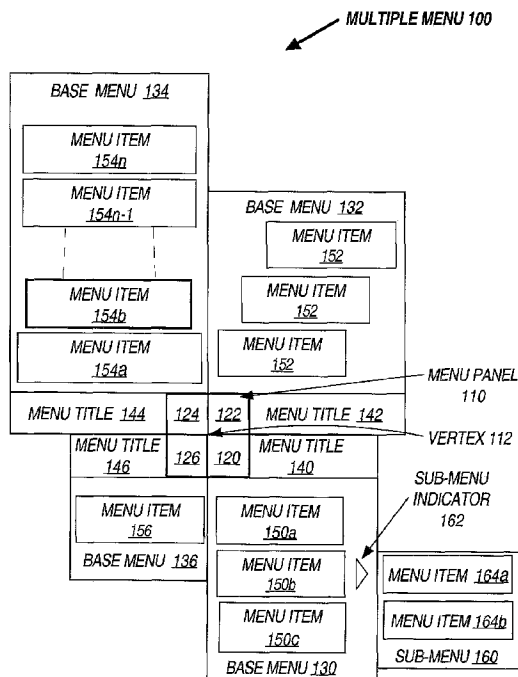 MULTIPLE MENU 100
BASE MENU 134
MENU ITEM
154n
MENU ITEM
154n-1
MENU ITEM
154b
MENU ITEM
154a
BASE MENU 132
MENU ITEM
152
MENU ITEM
152
MENU ITEM
152
MENU PANEL
110
MENU TITLE 144
124
122
MENU TITLE 142
VERTEX 112
MENU TITLE
146
126
120
MENU TITLE
140
SUB-MENU
INDICATOR
162
MENU ITEM
156
BASE MENU 136
MENU ITEM
150a
MENU ITEM
150b
MENU ITEM
150c
BASE MENU 130
MENU ITEM 164a
MENU ITEM 164b
SUB-MENU 160